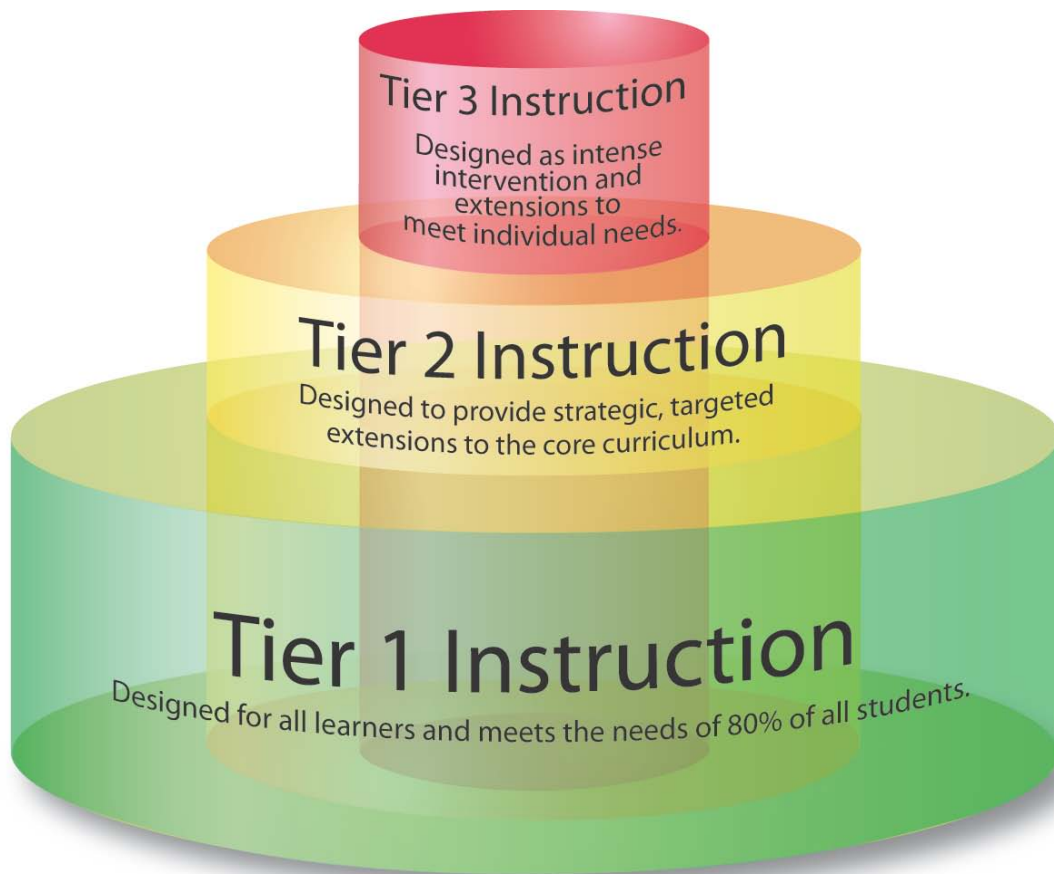 Tier 3 Instruction
Designed as intense
intervention and
extensions to
meet individual needs.
Tier 2 Instruction
Designed to provide strategic, targeted
extensions to the core curriculum.
Tier 1 Instruction
Designed for all learners and meets the needs of 80% of all students.